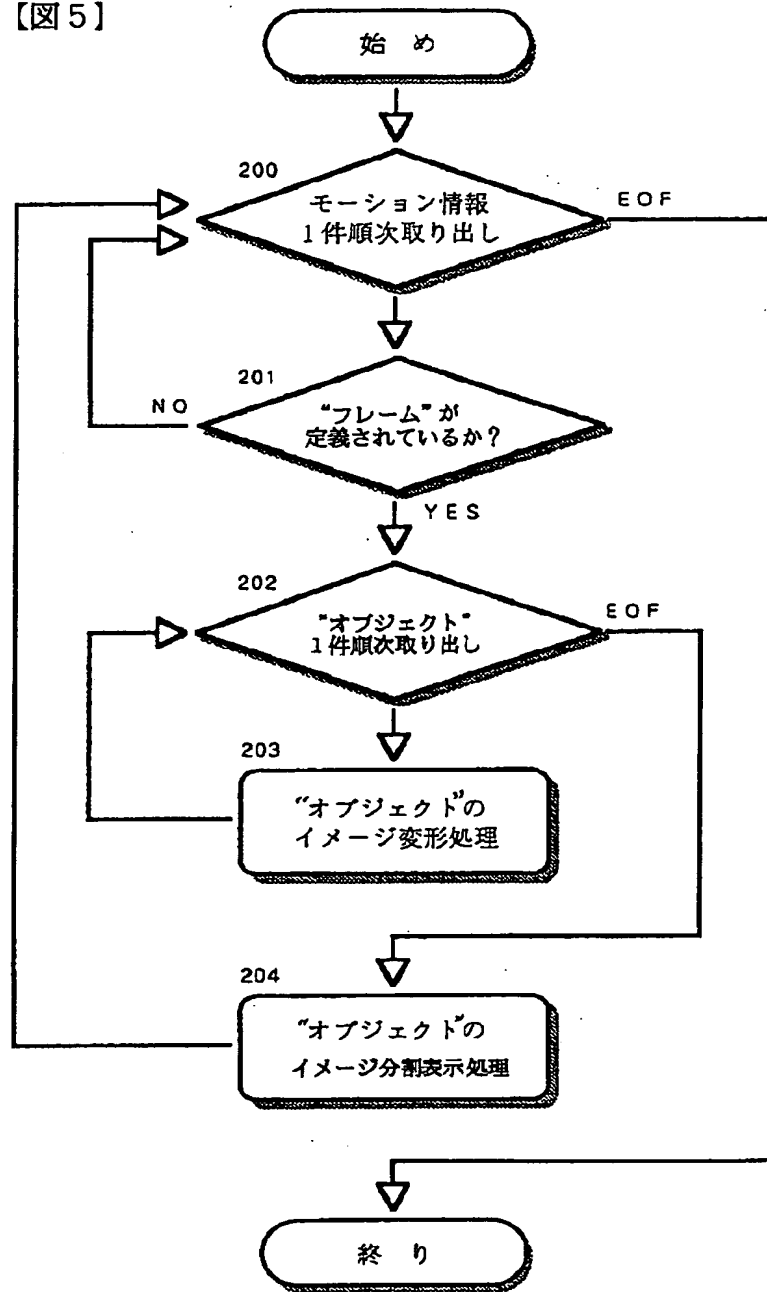 【図5】
始 め
200
モーション情報
1件順次取り出し
EOF
201
"フレーム"が
定義されているか?
NO
YES
202
"オブジェクト"
1件順次取り出し
EOF
203
"オブジェクト"の
イメージ変形処理
204
"オブジェクト"の
イメージ分割表示処理
終 り